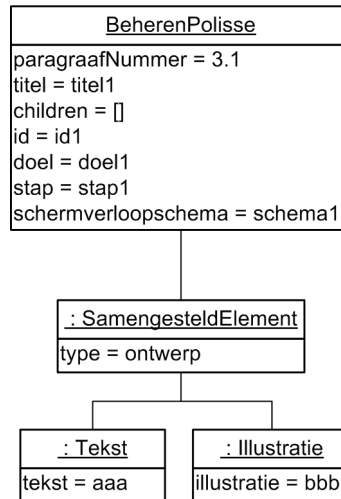 BeherenPolisse
paragraafNummer = 3.1
titel = titel1
children = []
id = id1
doel = doel1
stap = stap1
schermverloopschema = schema1
: SamengesteldElement
type = ontwerp
: Tekst
tekst = aaa
: Illustratie
illustratie = bbb